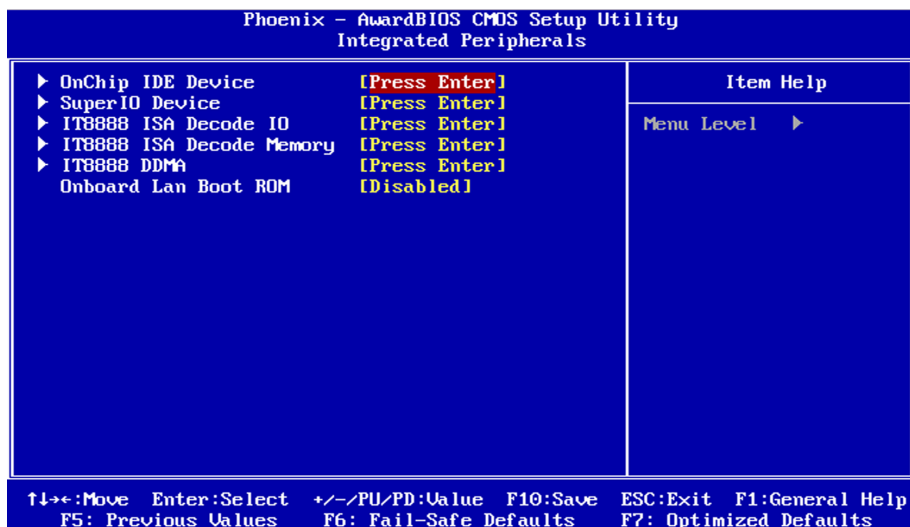 Phoenix – AwardBIOS CMOS Setup Utility
Integrated Peripherals
▶ OnChip IDE Device [Press Enter]
▶ SuperIO Device [Press Enter]
▶ IT8888 ISA Decode IO [Press Enter]
▶ IT8888 ISA Decode Memory [Press Enter]
▶ IT8888 DDMA [Press Enter]
Onboard Lan Boot ROM [Disabled]
Item Help
Menu Level ▶
↑↓→←:Move Enter:Select +/-/PU/PD:Value F10:Save ESC:Exit F1:General Help
F5: Previous Values F6: Fail-Safe Defaults F7: Optimized Defaults